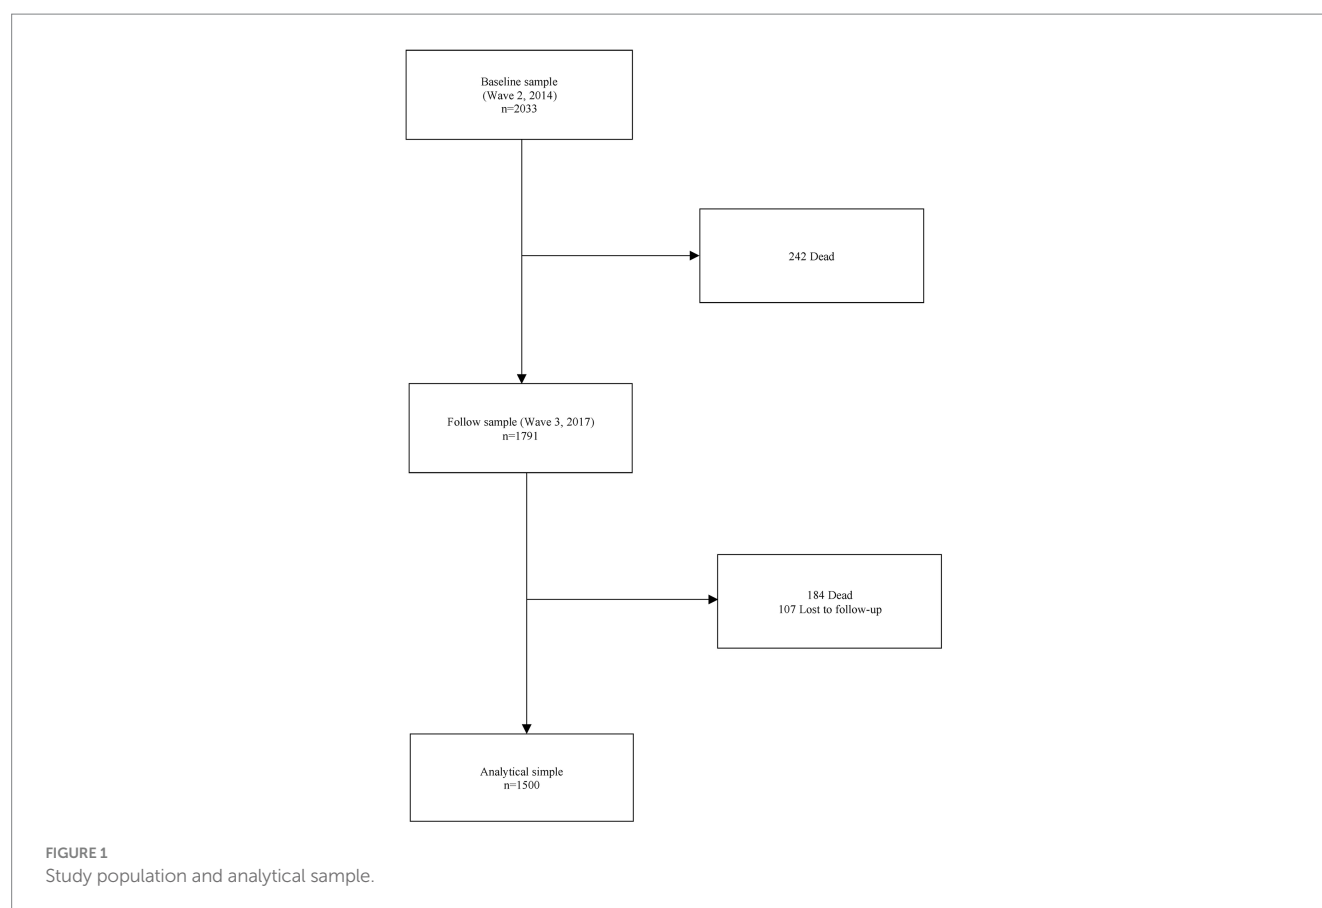 Baseline sample
(Wave 2, 2014)
n=2033
242 Dead
Follow sample (Wave 3, 2017)
n=1791
184 Dead
107 Lost to follow-up
Analytical simple
n=1500
FIGURE 1
Study population and analytical sample.